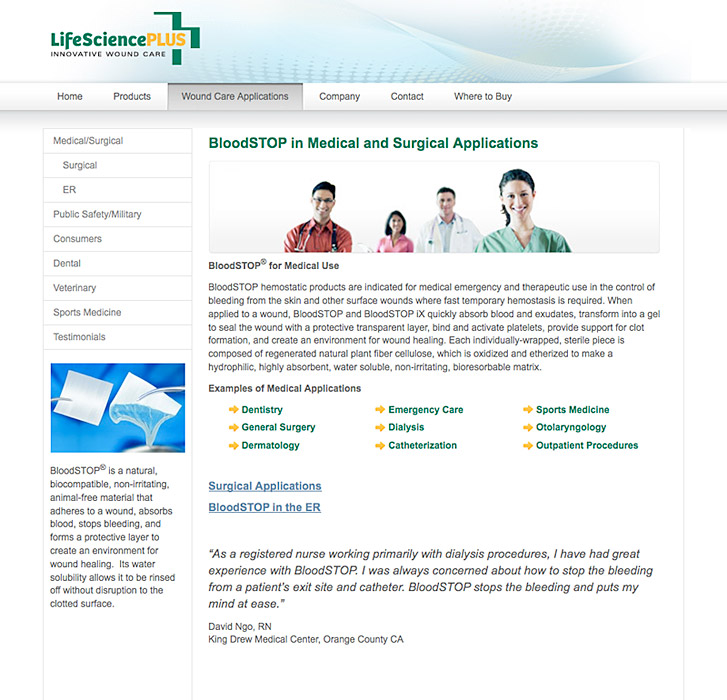 LifeSciencePLUS
INNOVATIVE WOUND CARE
Home Products Wound Care Applications Company Contact Where to Buy
Medical/Surgical
Surgical
ER
Public Safety/Military
Consumers
Dental
Veterinary
Sports Medicine
Testimonials
BloodSTOP® is a natural,
biocompatible, non-irritating,
animal-free material that
adheres to a wound, absorbs
blood, stops bleeding, and
forms a protective layer to
create an environment for
wound healing. Its water
solubility allows it to be rinsed
off without disruption to the
clotted surface.
BloodSTOP in Medical and Surgical Applications
BloodSTOP® for Medical Use
BloodSTOP hemostatic products are indicated for medical emergency and therapeutic use in the control of
bleeding from the skin and other surface wounds where fast temporary hemostasis is required. When
applied to a wound, BloodSTOP and BloodSTOP iX quickly absorb blood and exudates, transform into a gel
to seal the wound with a protective transparent layer, bind and activate platelets, provide support for clot
formation, and create an environment for wound healing. Each individually-wrapped, sterile piece is
composed of regenerated natural plant fiber cellulose, which is oxidized and etherized to make a
hydrophilic, highly absorbent, water soluble, non-irritating, bioresorbable matrix.
Examples of Medical Applications
Dentistry Emergency Care Sports Medicine
General Surgery Dialysis Otolaryngology
Dermatology Catheterization Outpatient Procedures
Surgical Applications
BloodSTOP in the ER
“As a registered nurse working primarily with dialysis procedures, I have had great
experience with BloodSTOP. I was always concerned about how to stop the bleeding
from a patient’s exit site and catheter. BloodSTOP stops the bleeding and puts my
mind at ease.”
David Ngo, RN
King Drew Medical Center, Orange County CA